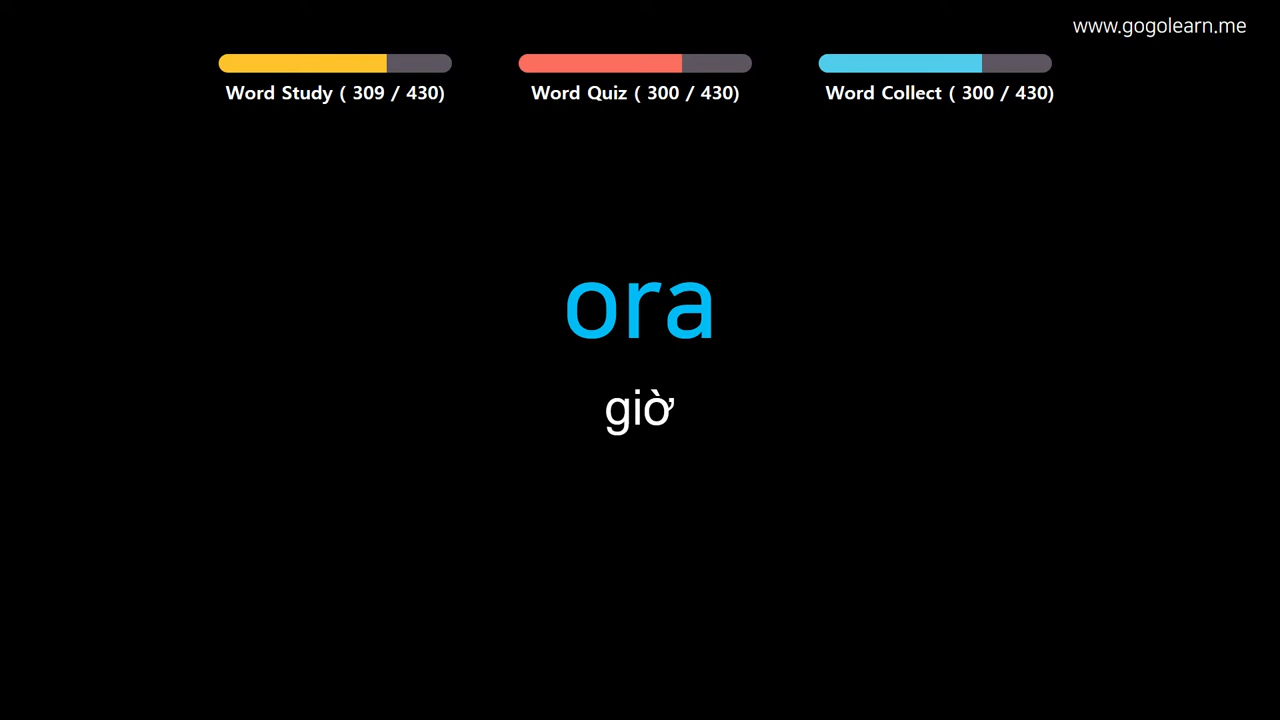 www.gogolearn.me
Word Study ( 309 / 430)
Word Quiz ( 300 / 430)
Word Collect ( 300 / 430)
ora
giờ